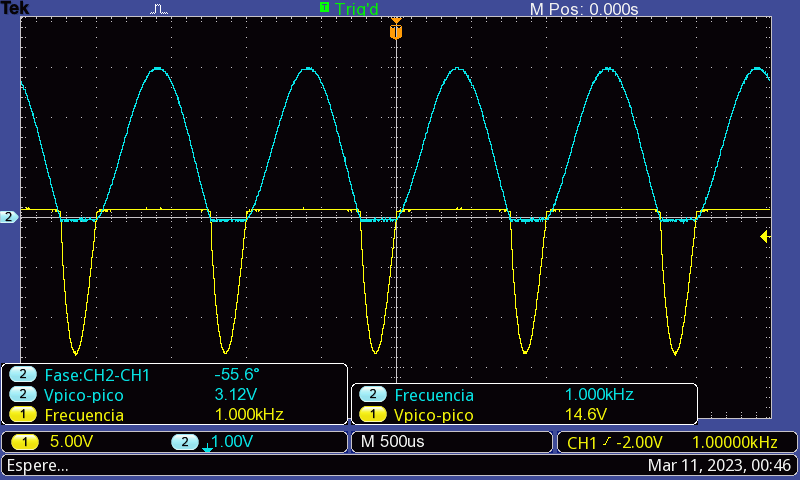 Tek T Trig'd M Pos: 0.000s
T
2
2 Fase:CH2-CH1 -55.6°
2 Vpico-pico 3.12V
1 Frecuencia 1.000kHz
2 Frecuencia 1.000kHz
1 Vpico-pico 14.6V
1 5.00V 2 1.00V M 500us CH1 -2.00V 1.00000kHz
Espere... Mar 11, 2023, 00:46